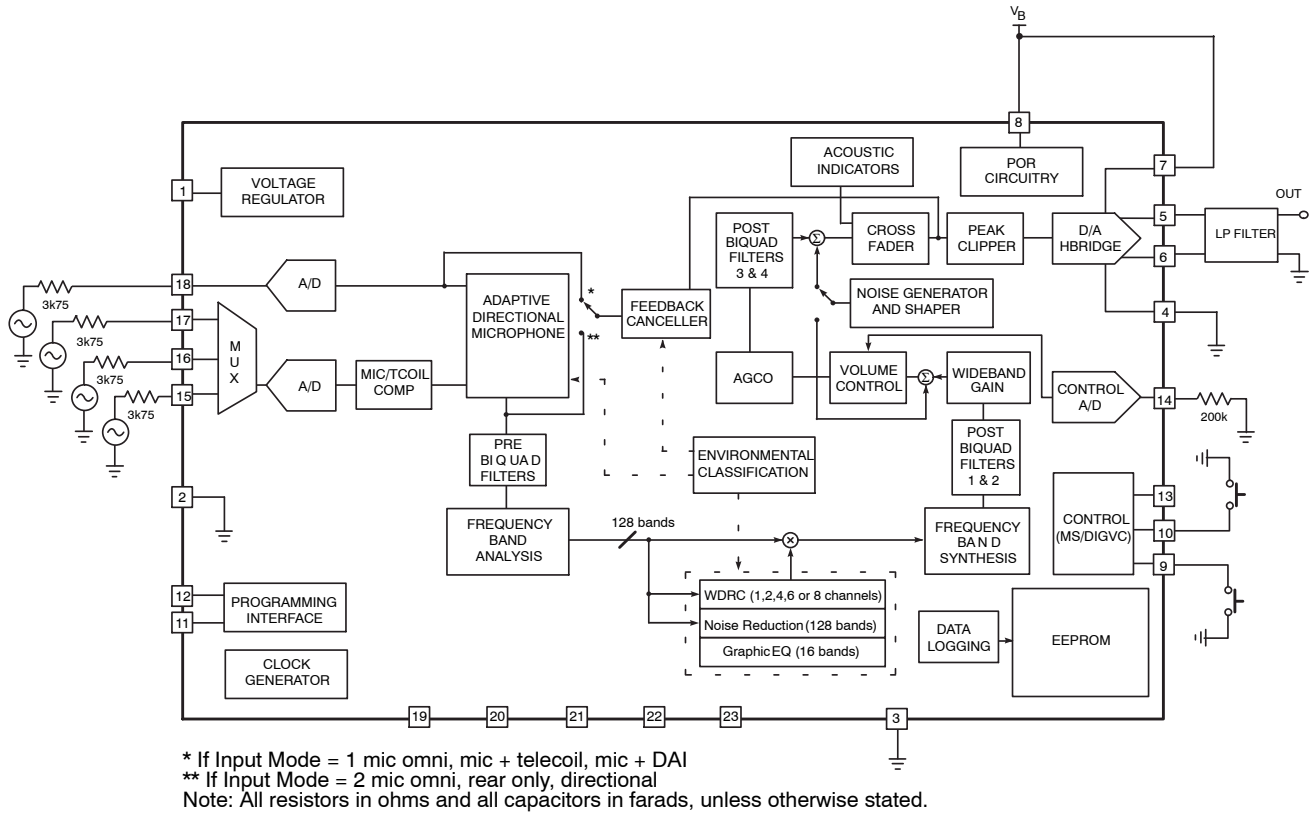 VB
8
ACOUSTIC
INDICATORS
POR
CIRCUITRY
7
1
VOLTAGE
REGULATOR
OUT
5
POST
BIQUAD
FILTERS
3 & 4
Σ
CROSS
FADER
PEAK
CLIPPER
D/A
HBRIDGE
LP FILTER
6
18
A/D
3k75
*
ADAPTIVE
DIRECTIONAL
MICROPHONE
FEEDBACK
CANCELLER
NOISE GENERATOR
AND SHAPER
4
17
3k75
**
MUX
16
3k75
A/D
MIC/TCOIL
COMP
AGCO
VOLUME
CONTROL
Σ
WIDEBAND
GAIN
CONTROL
A/D
15
3k75
14
200k
PRE
BI Q UA D
FILTERS
ENVIRONMENTAL
CLASSIFICATION
POST
BIQUAD
FILTERS
1 & 2
2
13
FREQUENCY
BAND
ANALYSIS
128 bands
×
FREQUENCY
BA N D
SYNTHESIS
CONTROL
(MS/DIGVC)
10
9
12
11
PROGRAMMING
INTERFACE
WDRC (1,2,4,6 or 8 channels)
Noise Reduction (128 bands)
Graphic EQ (16 bands)
DATA
LOGGING
EEPROM
CLOCK
GENERATOR
19
20
21
22
23
3
* If Input Mode = 1 mic omni, mic + telecoil, mic + DAI
** If Input Mode = 2 mic omni, rear only, directional
Note: All resistors in ohms and all capacitors in farads, unless otherwise stated.